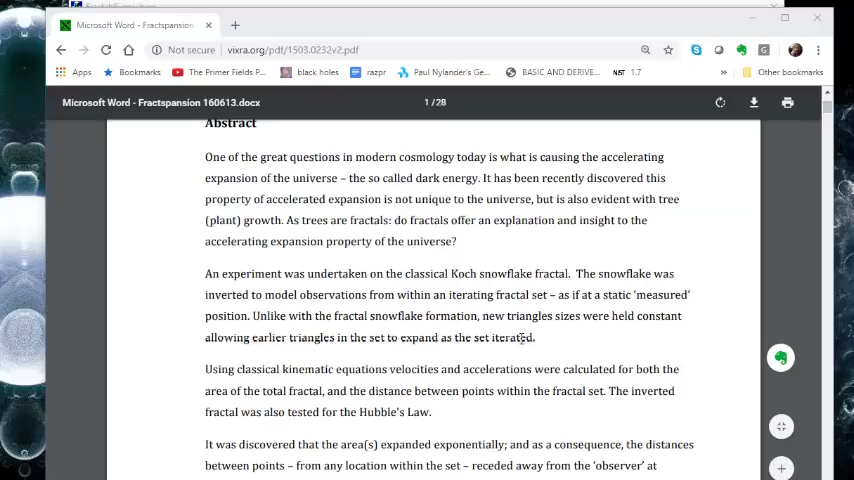 Microsoft Word - Fractspansion
Not secure
vixra.org/pdf/1503.0232v2.pdf
Apps
Bookmarks
The Primer Fields P...
black holes
razpr
Paul Nylander's Ge...
BASIC AND DERIVE...
NIST
1.7
»
Other bookmarks
Microsoft Word - Fractspansion 160613.docx
1 / 28
Abstract
One of the great questions in modern cosmology today is what is causing the accelerating
expansion of the universe – the so called dark energy. It has been recently discovered this
property of accelerated expansion is not unique to the universe, but is also evident with tree
(plant) growth. As trees are fractals: do fractals offer an explanation and insight to the
accelerating expansion property of the universe?
An experiment was undertaken on the classical Koch snowflake fractal. The snowflake was
inverted to model observations from within an iterating fractal set – as if at a static ‘measured’
position. Unlike with the fractal snowflake formation, new triangles sizes were held constant
allowing earlier triangles in the set to expand as the set iterated.
Using classical kinematic equations velocities and accelerations were calculated for both the
area of the total fractal, and the distance between points within the fractal set. The inverted
fractal was also tested for the Hubble's Law.
It was discovered that the area(s) expanded exponentially; and as a consequence, the distances
between points – from any location within the set – receded away from the ‘observer’ at